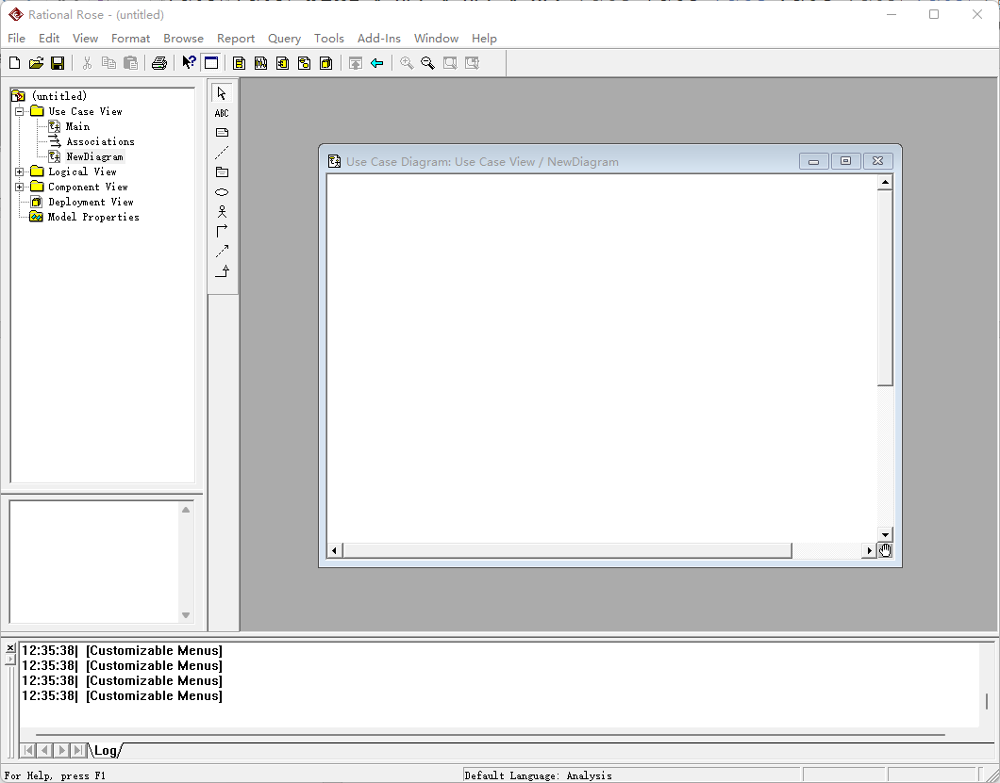 Rational Rose - (untitled)
File Edit View Format Browse Report Query Tools Add-Ins Window Help
(untitled)
Use Case View
Main
Associations
NewDiagram
Logical View
Component View
Deployment View
Model Properties
ABC
Use Case Diagram: Use Case View / NewDiagram
12:35:38| [Customizable Menus]
12:35:38| [Customizable Menus]
12:35:38| [Customizable Menus]
12:35:38| [Customizable Menus]
Log
For Help, press F1
Default Language: Analysis